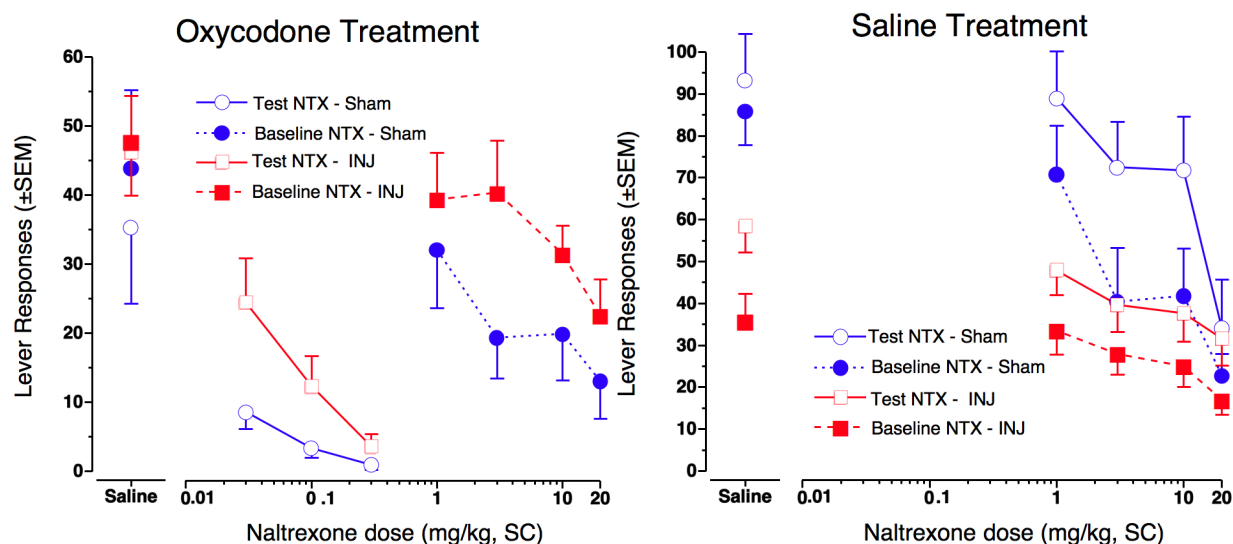 Oxycodone Treatment
Lever Responses (±SEM)
60
50
40
30
20
10
0
Test NTX - Sham
Baseline NTX - Sham
Test NTX - INJ
Baseline NTX - INJ
Saline
0.01
0.1
1
10
20
Naltrexone dose (mg/kg, SC)
Saline Treatment
Lever Responses (±SEM)
100
90
80
70
60
50
40
30
20
10
0
Test NTX - Sham
Baseline NTX - Sham
Test NTX - INJ
Baseline NTX - INJ
Saline
0.01
0.1
1
10
20
Naltrexone dose (mg/kg, SC)